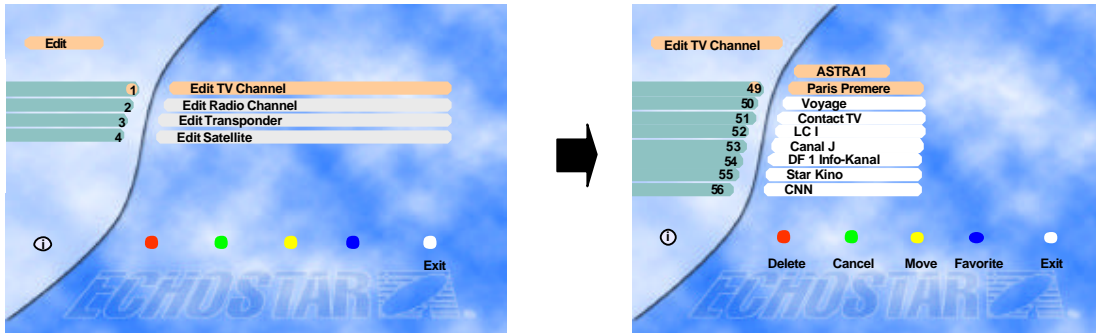 Edit
1 Edit TV Channel
2 Edit Radio Channel
3 Edit Transponder
4 Edit Satellite
i
Exit
ECHOSTAR
Edit TV Channel
ASTRA1
49 Paris Premere
50 Voyage
51 Contact TV
52 LC I
53 Canal J
54 DF 1 Info-Kanal
55 Star Kino
56 CNN
i
Delete Cancel Move Favorite Exit
ECHOSTAR